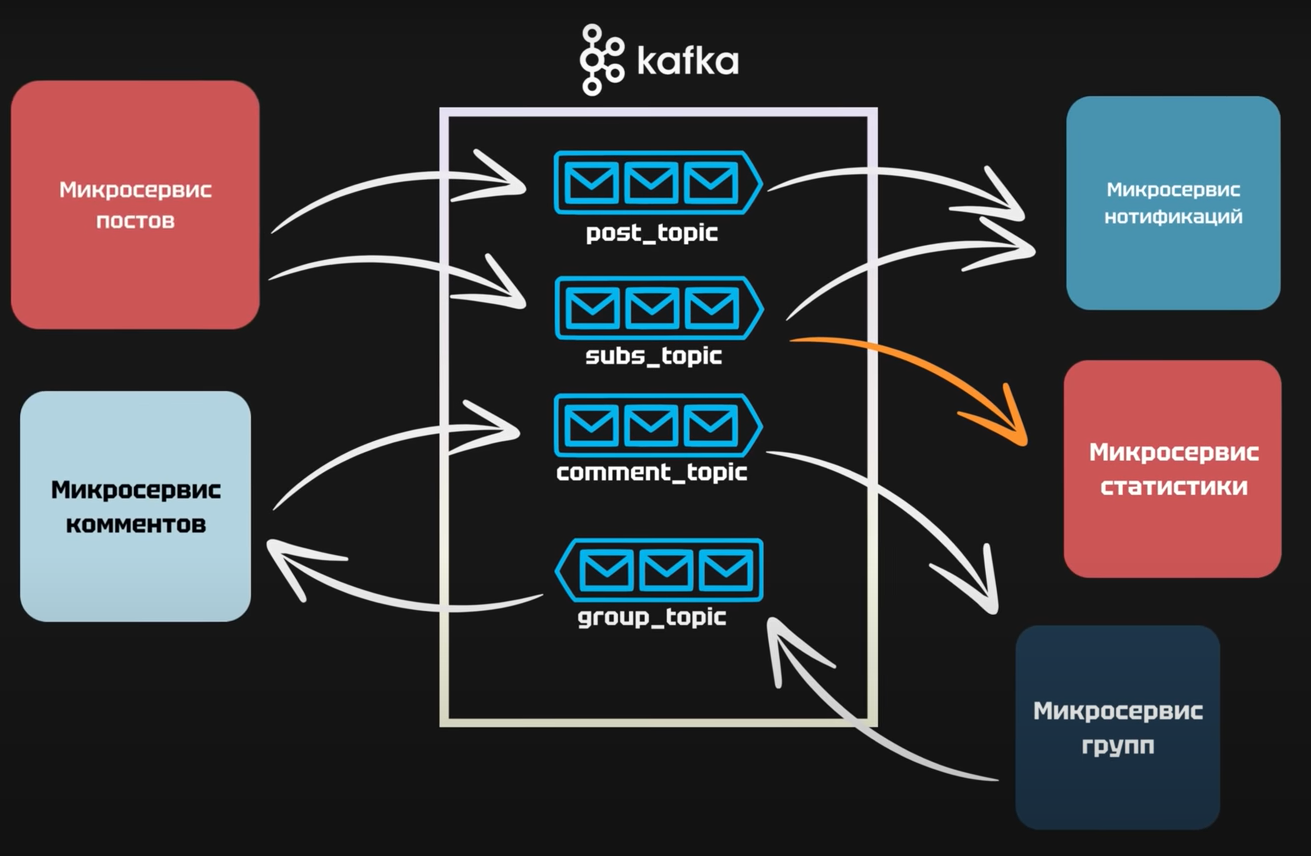 kafka
Микросервис
постов
Микросервис
комментов
post_topic
subs_topic
comment_topic
group_topic
Микросервис
нотификаций
Микросервис
статистики
Микросервис
групп